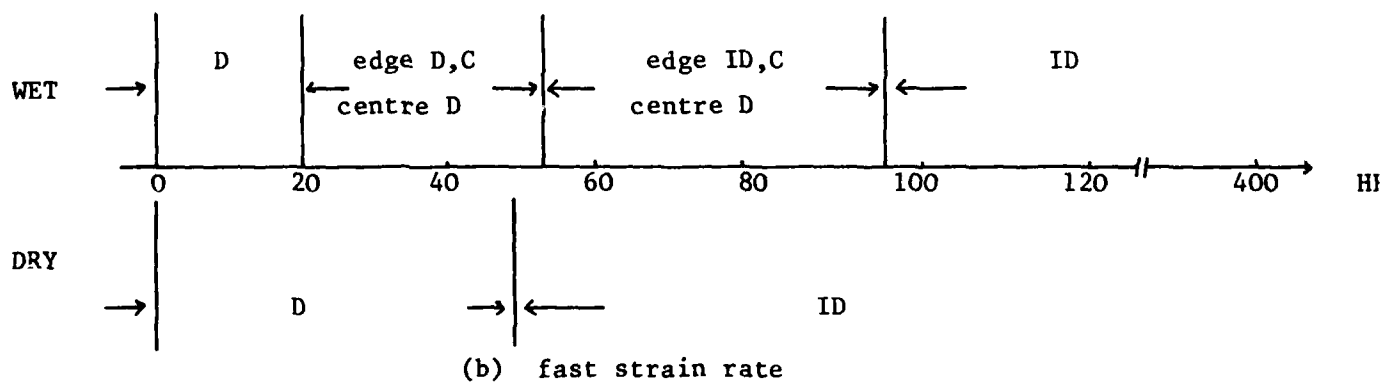 D edge D,C edge ID,C ID
WET
centre D centre D
0 20 40 60 80 100 120 400
DRY
D ID
(b) fast strain rate